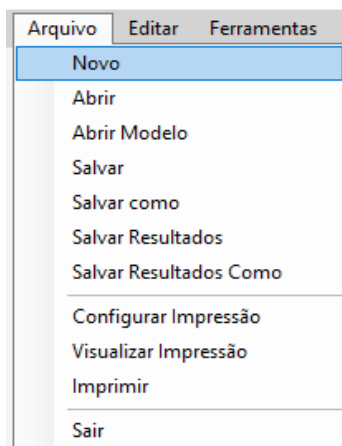 Arquivo Editar Ferramentas
Novo
Abrir
Abrir Modelo
Salvar
Salvar como
Salvar Resultados
Salvar Resultados Como
Configurar Impressão
Visualizar Impressão
Imprimir
Sair